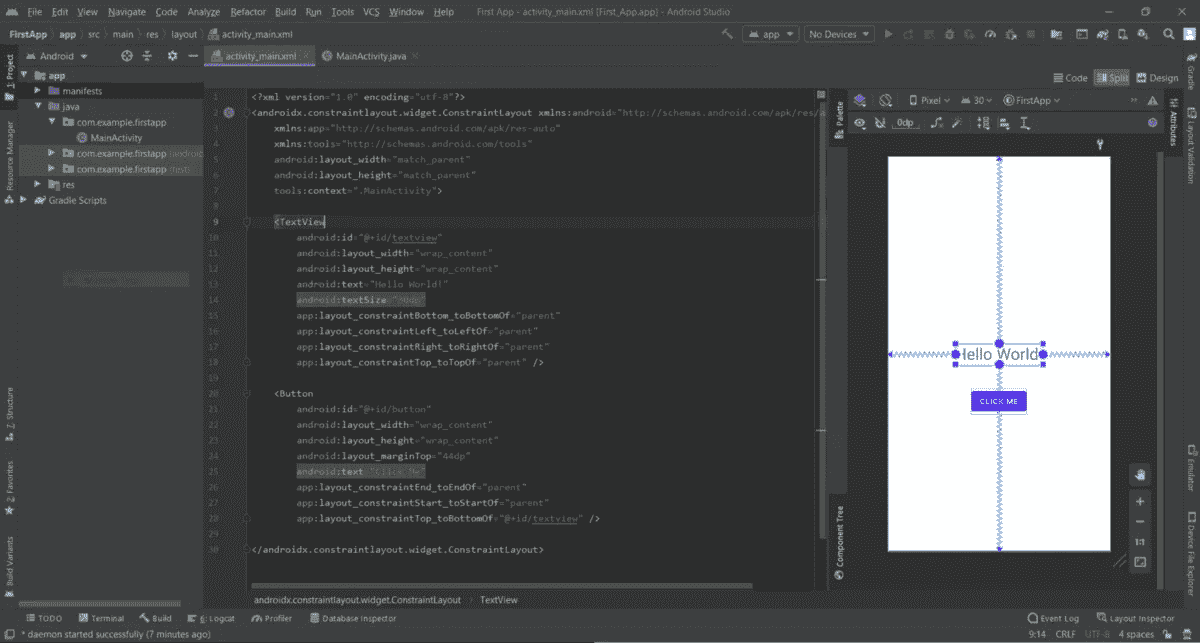 File Edit View Navigate Code Analyze Refactor Build Run Tools VCS Window Help First App - activity_main.xml [First_App.app] - Android Studio
FirstApp app src main res layout activity_main.xml
app No Devices
Android activity_main.xml MainActivity.java
1: Project
Resource Manager
Z: Structure
2: Favorites
Build Variants
app
manifests
java
com.example.firstapp
MainActivity
com.example.firstapp (android
com.example.firstapp (test)
res
Gradle Scripts
Code Split Design
1 <?xml version="1.0" encoding="utf-8"?>
2 <androidx.constraintlayout.widget.ConstraintLayout xmlns:android="http://schemas.android.com/apk/res/a
3 xmlns:app="http://schemas.android.com/apk/res-auto"
4 xmlns:tools="http://schemas.android.com/tools"
5 android:layout_width="match_parent"
6 android:layout_height="match_parent"
7 tools:context=".MainActivity">
8
9 <TextView
10 android:id="@+id/textview"
11 android:layout_width="wrap_content"
12 android:layout_height="wrap_content"
13 android:text="Hello World!"
14 android:textSize
15 app:layout_constraintBottom_toBottomOf="parent"
16 app:layout_constraintLeft_toLeftOf="parent"
17 app:layout_constraintRight_toRightOf="parent"
18 app:layout_constraintTop_toTopOf="parent" />
19
20 <Button
21 android:id="@+id/button"
22 android:layout_width="wrap_content"
23 android:layout_height="wrap_content"
24 android:layout_marginTop="44dp"
25 android:text="Click Me"
26 app:layout_constraintEnd_toEndOf="parent"
27 app:layout_constraintStart_toStartOf="parent"
28 app:layout_constraintTop_toBottomOf="@+id/textview" />
29
30 </androidx.constraintlayout.widget.ConstraintLayout>
Palette
Component Tree
Pixel 30 FirstApp
0dp
Hello World
CLICK ME
1:1
Attributes
Gradle
Layout Validation
Emulator
Device File Explorer
androidx.constraintlayout.widget.ConstraintLayout TextView
TODO Terminal Build 6: Logcat Profiler Database Inspector Event Log Layout Inspector
* daemon started successfully (7 minutes ago) 9:14 CRLF UTF-8 4 spaces